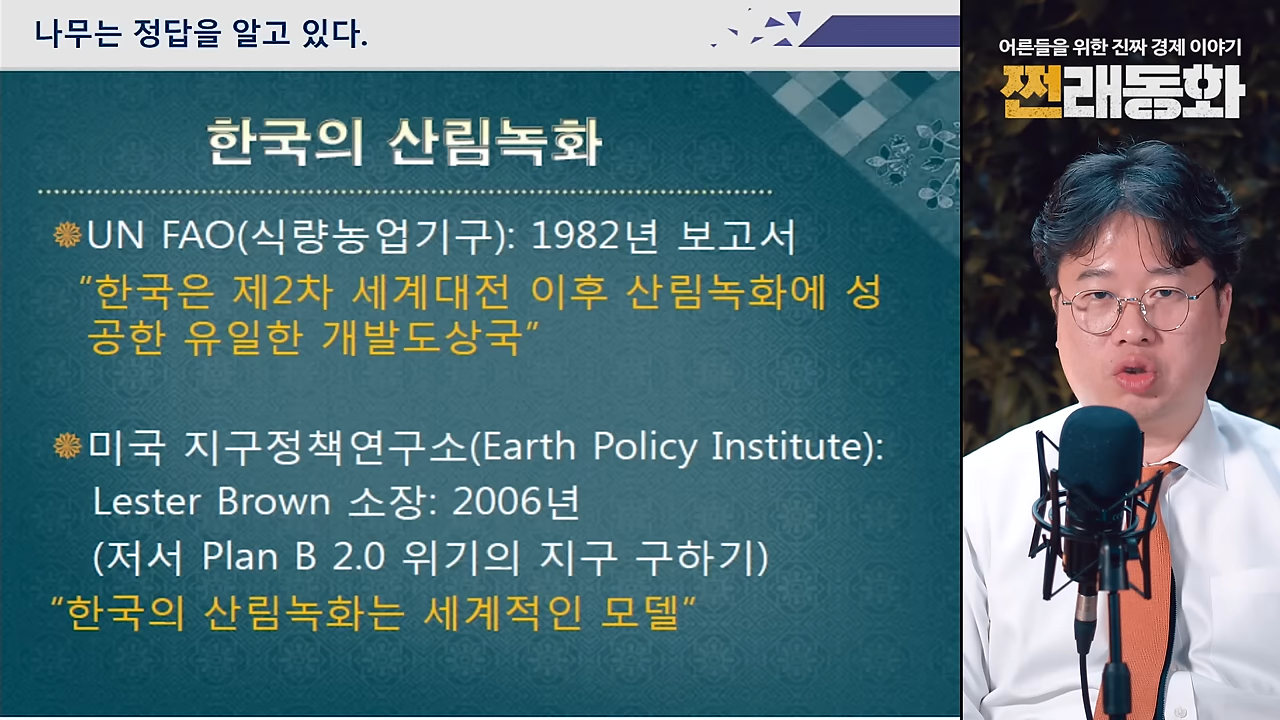 나무는 정답을 알고 있다.
한국의 산림녹화
UN FAO(식량농업기구): 1982년 보고서
“한국은 제2차 세계대전 이후 산림녹화에 성
공한 유일한 개발도상국”
미국 지구정책연구소(Earth Policy Institute):
Lester Brown 소장: 2006년
(저서 Plan B 2.0 위기의 지구 구하기)
“한국의 산림녹화는 세계적인 모델”
어른들을 위한 진짜 경제 이야기
쩐래동화